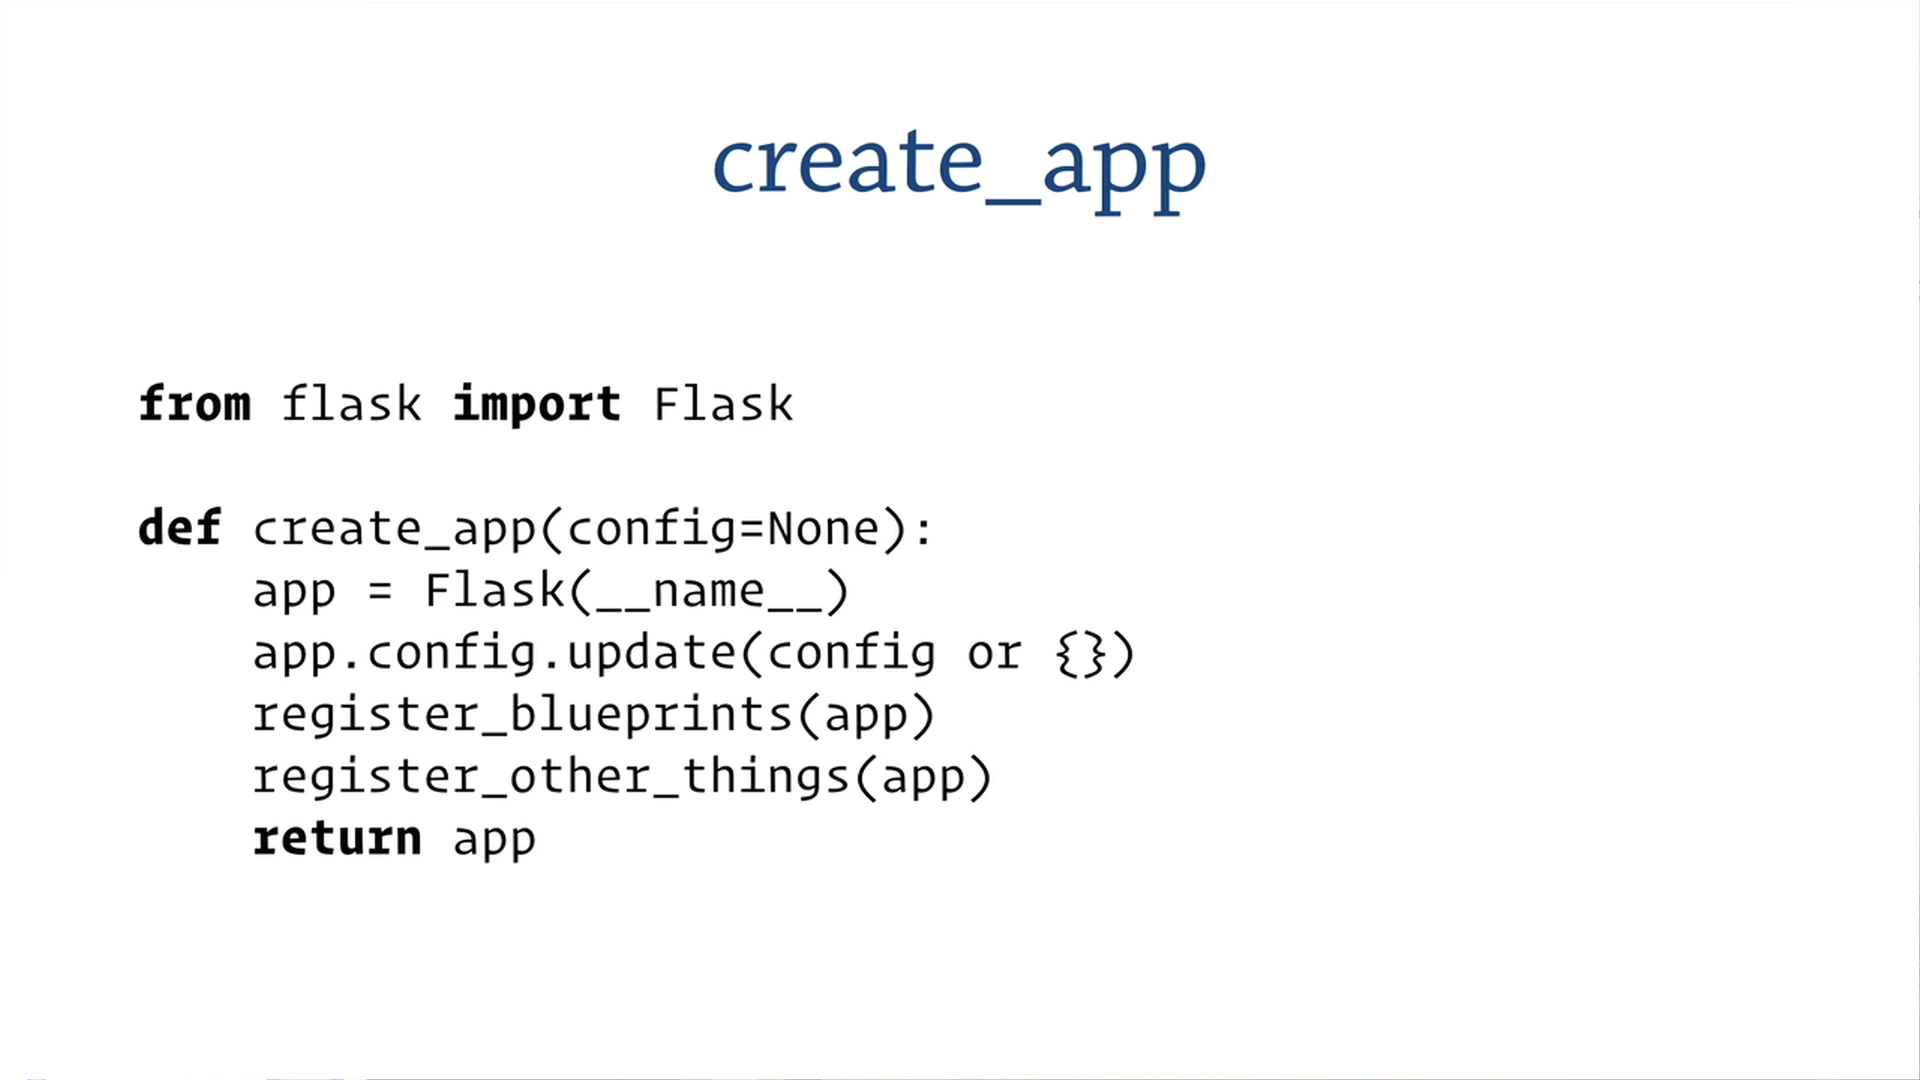 create_app
from flask import Flask
def create_app(config=None):
    app = Flask(__name__)
    app.config.update(config or {})
    register_blueprints(app)
    register_other_things(app)
    return app